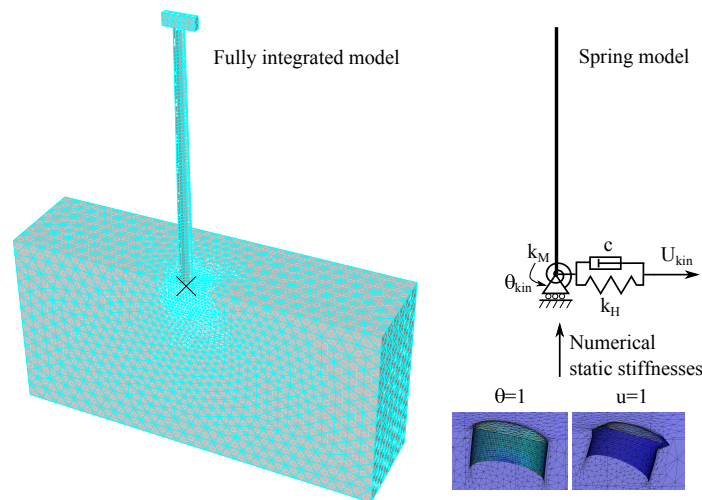 Fully integrated model
Spring model
c
k_M
U_kin
θ_kin
k_H
Numerical
static stiffnesses
θ=1
u=1